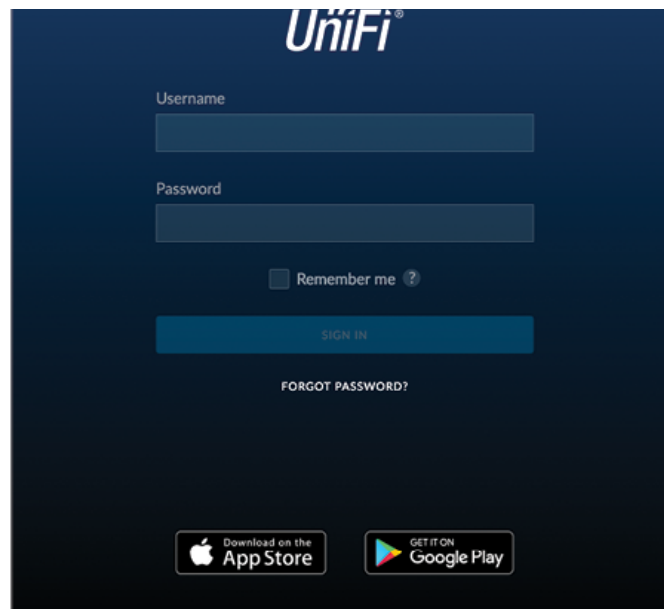 UniFi®
Username
Password
Remember me ?
SIGN IN
FORGOT PASSWORD?
Download on the
App Store
GET IT ON
Google Play